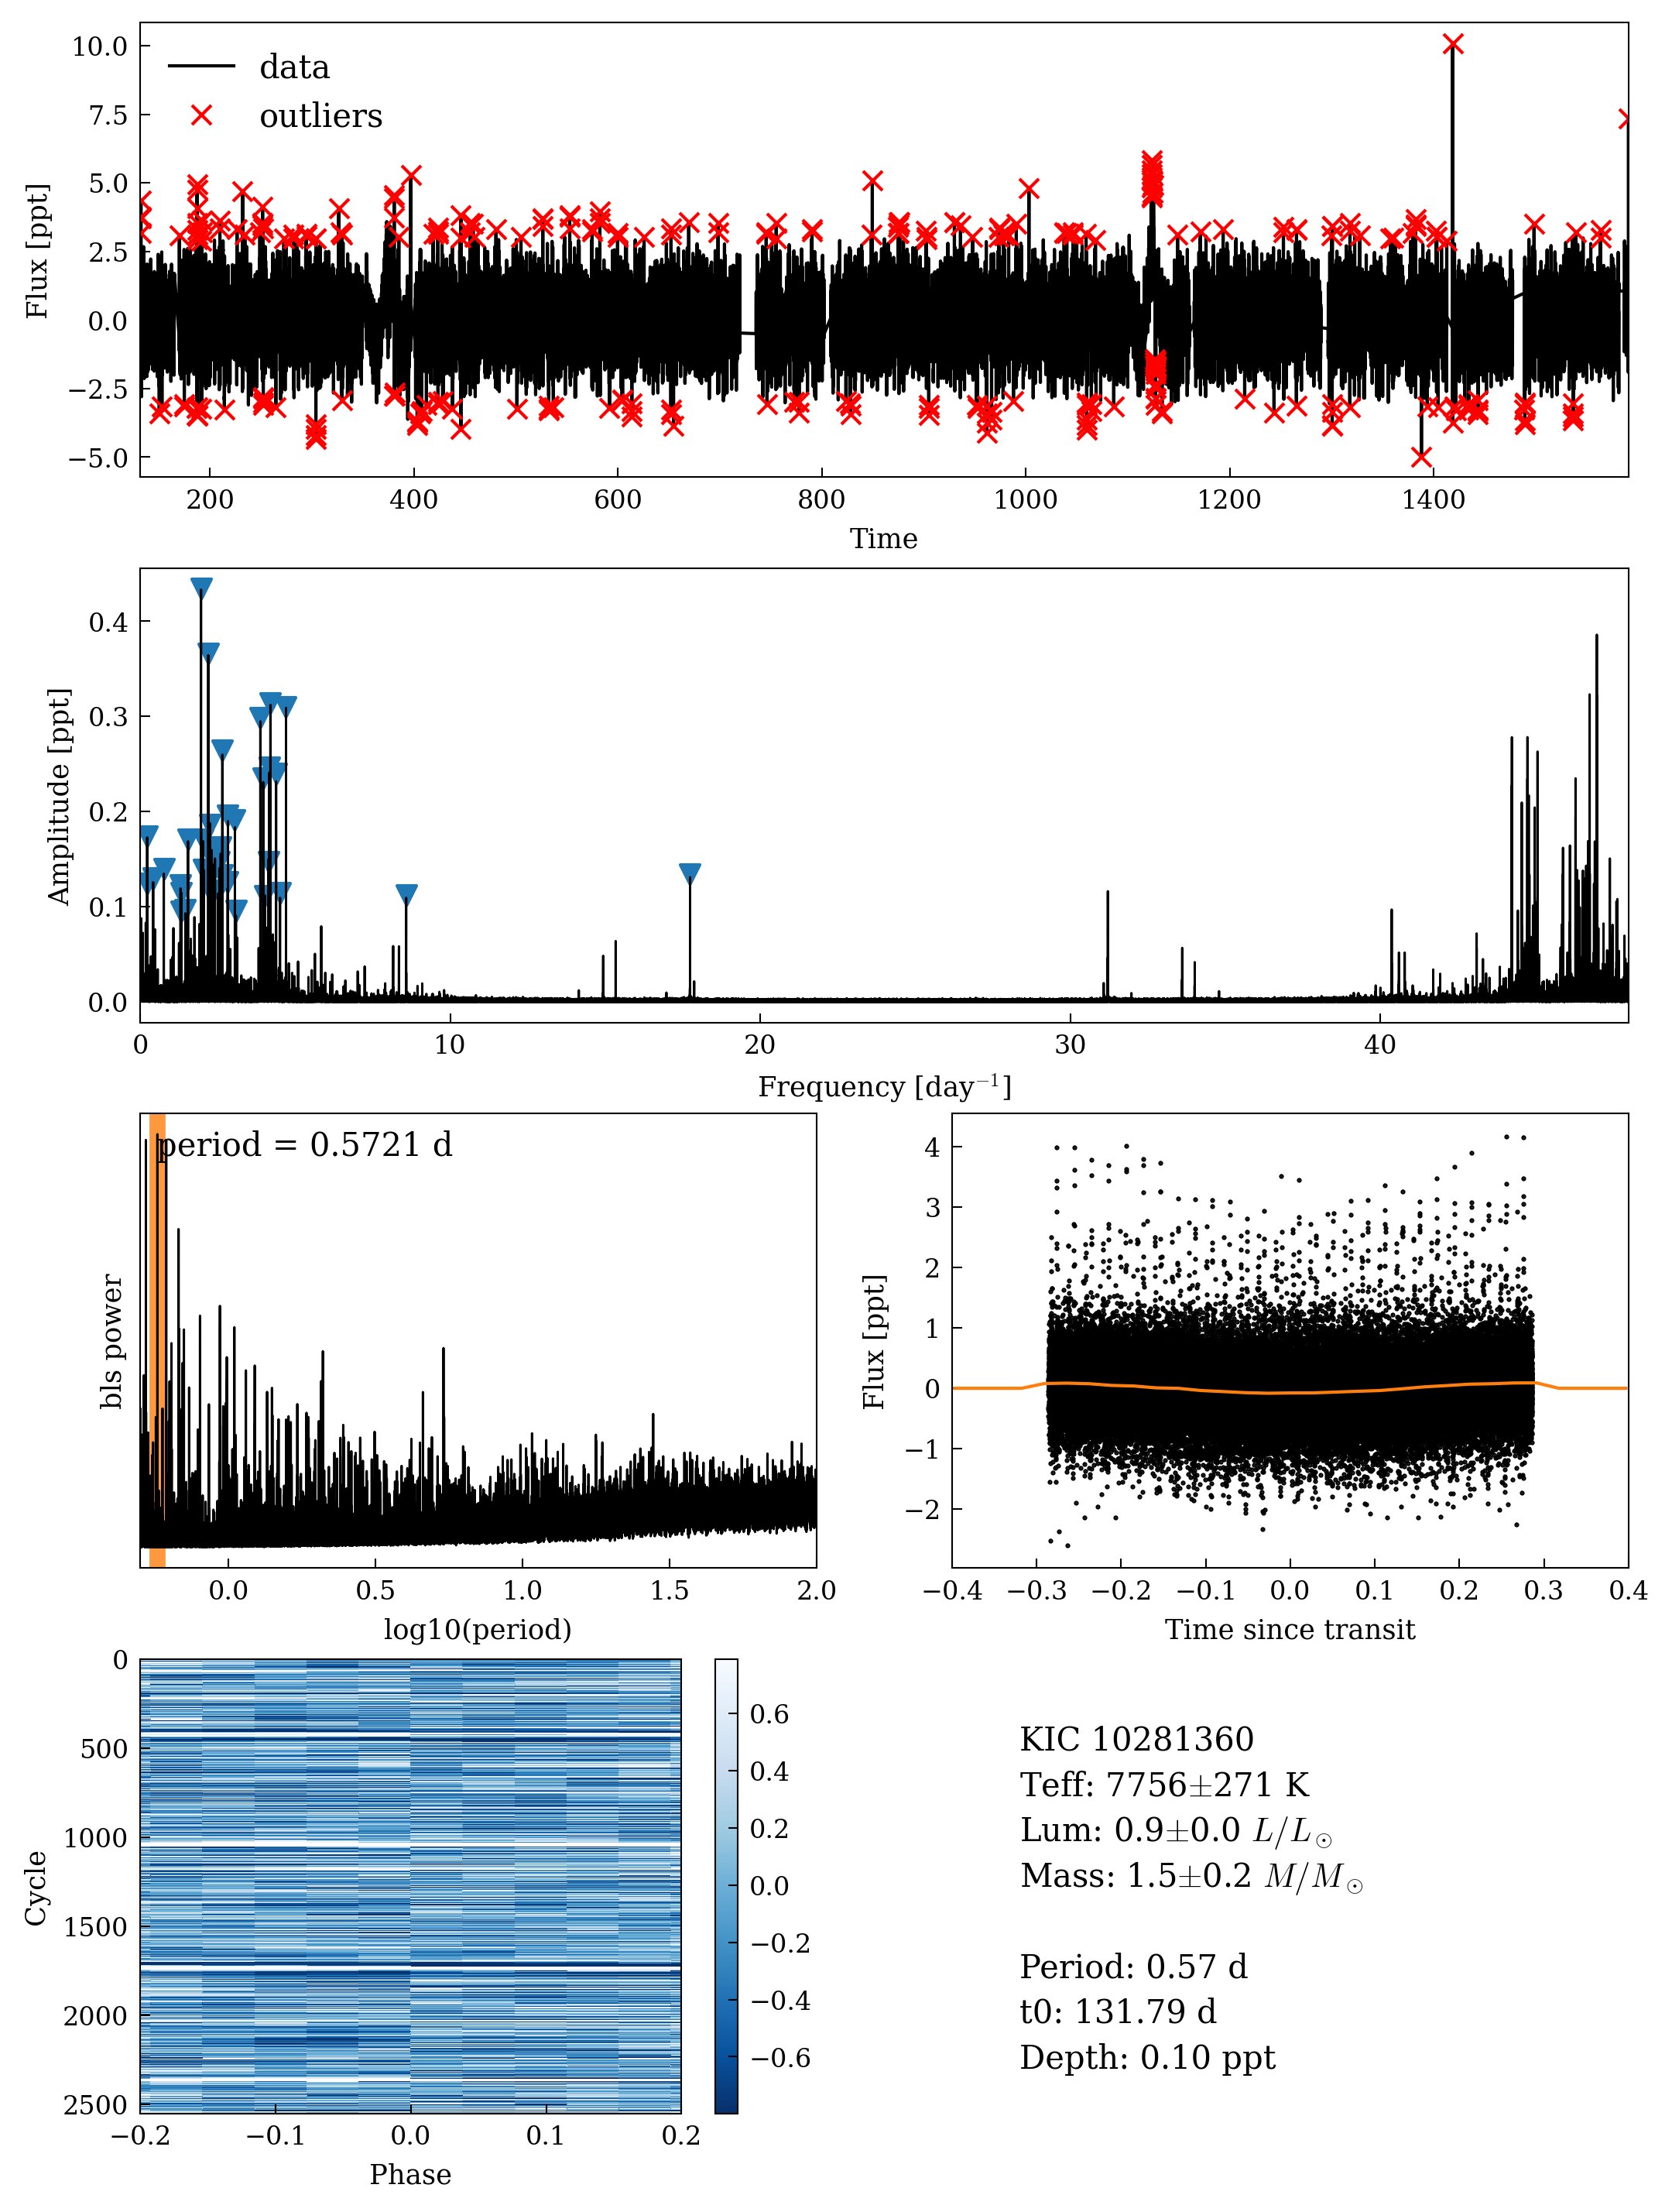 10.0
7.5
5.0
2.5
0.0
−2.5
−5.0
Flux [ppt]
data
outliers
200 400 600 800 1000 1200 1400
Time
0.4
0.3
0.2
0.1
0.0
Amplitude [ppt]
0 10 20 30 40
Frequency [day⁻¹]
bls power
period = 0.5721 d
0.0 0.5 1.0 1.5 2.0
log10(period)
4
3
2
1
0
−1
−2
Flux [ppt]
−0.4 −0.3 −0.2 −0.1 0.0 0.1 0.2 0.3 0.4
Time since transit
0
500
1000
1500
2000
2500
Cycle
−0.2 −0.1 0.0 0.1 0.2
Phase
0.6
0.4
0.2
0.0
−0.2
−0.4
−0.6
KIC 10281360
Teff: 7756±271 K
Lum: 0.9±0.0 L/L⊙
Mass: 1.5±0.2 M/M⊙
Period: 0.57 d
t0: 131.79 d
Depth: 0.10 ppt